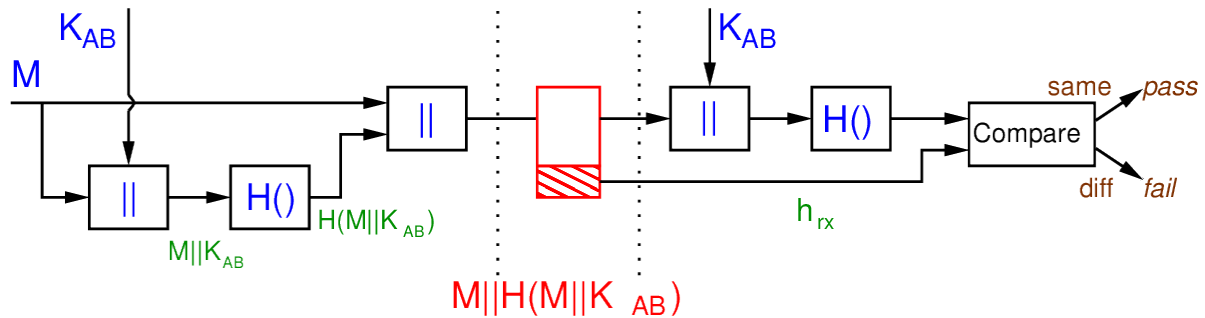 K_AB
K_AB
M
same
pass
||
||
H()
Compare
||
H()
H(M||K_AB)
diff
fail
h_rx
M||K_AB
M||H(M||K_AB)